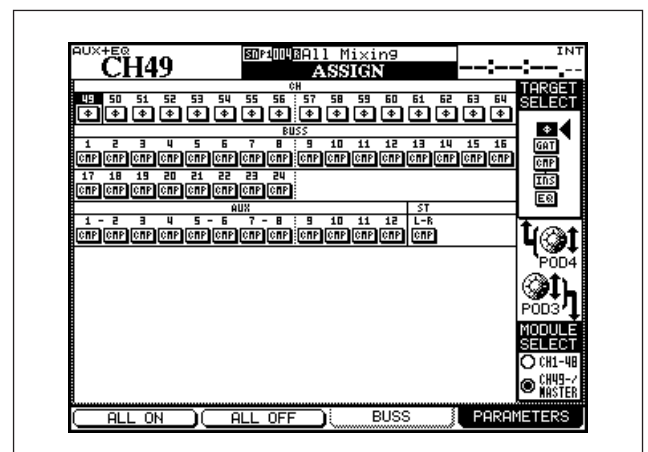 AUX+EQ
CH49
SNP 1 004 R All Mixing
ASSIGN
--:--:--.--
INT
CH
49 50 51 52 53 54 55 56 57 58 59 60 61 62 63 64
Φ Φ Φ Φ Φ Φ Φ Φ Φ Φ Φ Φ Φ Φ Φ Φ
BUSS
1 2 3 4 5 6 7 8 9 10 11 12 13 14 15 16
CMP CMP CMP CMP CMP CMP CMP CMP CMP CMP CMP CMP CMP CMP CMP CMP
17 18 19 20 21 22 23 24
CMP CMP CMP CMP CMP CMP CMP CMP
AUX ST
1 - 2 3 4 5 - 6 7 - 8 9 10 11 12 L-R
CMP CMP CMP CMP CMP CMP CMP CMP CMP CMP CMP CMP CMP
TARGET
SELECT
Φ
GAT
CMP
INS
EQ
POD4
POD3
MODULE
SELECT
CH1-48
CH49-/
MASTER
ALL ON ALL OFF BUSS PARAMETERS